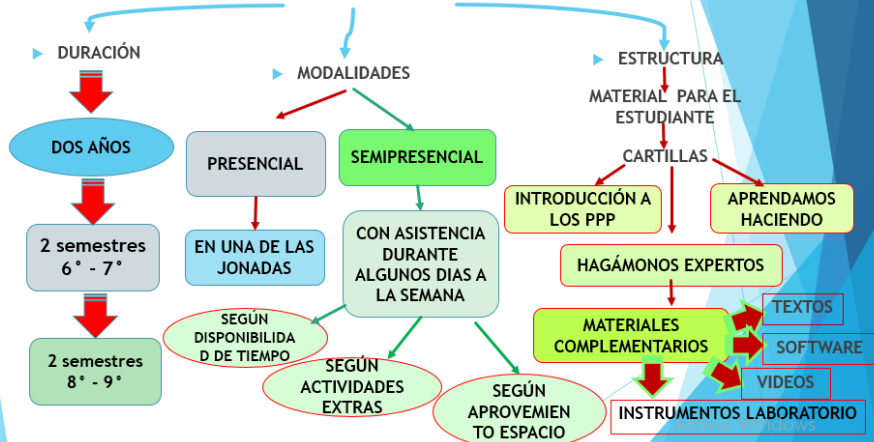 DURACIÓN
DOS AÑOS
2 semestres
6° - 7°
2 semestres
8° - 9°
MODALIDADES
PRESENCIAL
EN UNA DE LAS
JONADAS
SEMIPRESENCIAL
CON ASISTENCIA
DURANTE
ALGUNOS DIAS A
LA SEMANA
SEGÚN
DISPONIBILIDA
D DE TIEMPO
SEGÚN
ACTIVIDADES
EXTRAS
SEGÚN
APROVEMIEN
TO ESPACIO
ESTRUCTURA
MATERIAL PARA EL
ESTUDIANTE
CARTILLAS
INTRODUCCIÓN A
LOS PPP
APRENDAMOS
HACIENDO
HAGÁMONOS EXPERTOS
MATERIALES
COMPLEMENTARIOS
TEXTOS
SOFTWARE
VIDEOS
INSTRUMENTOS LABORATORIO